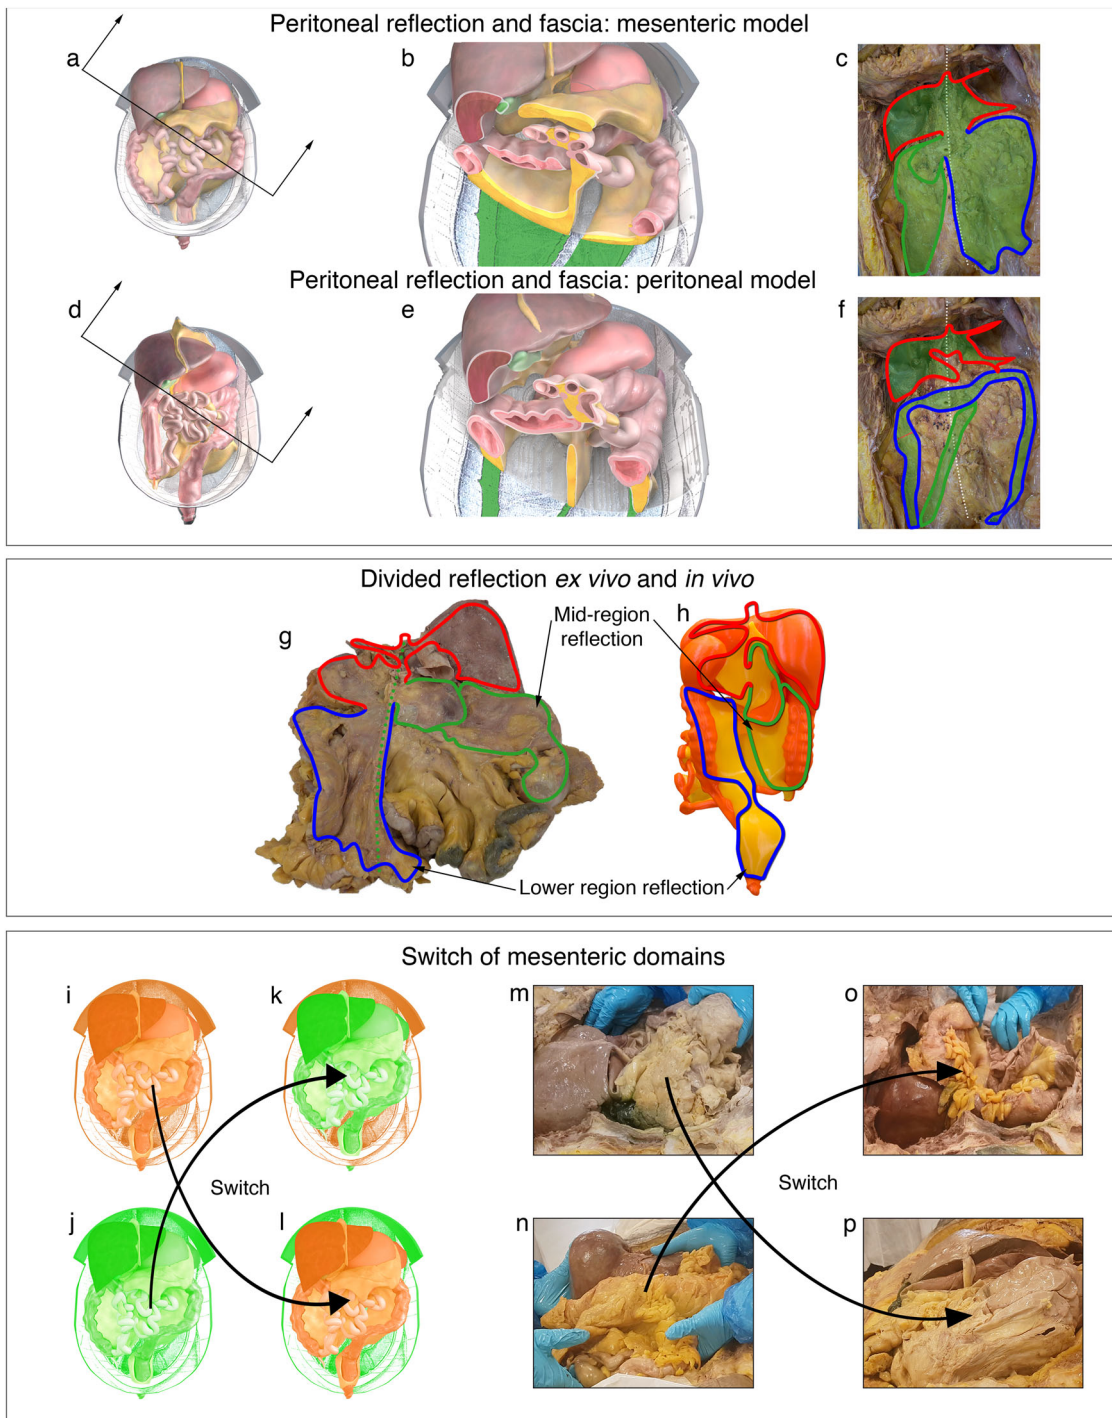 Peritoneal reflection and fascia: mesenteric model
a
b
c
Peritoneal reflection and fascia: peritoneal model
d
e
f
Divided reflection ex vivo and in vivo
g
Mid-region
reflection
h
Lower region reflection
Switch of mesenteric domains
i
k
m
o
Switch
Switch
j
l
n
p